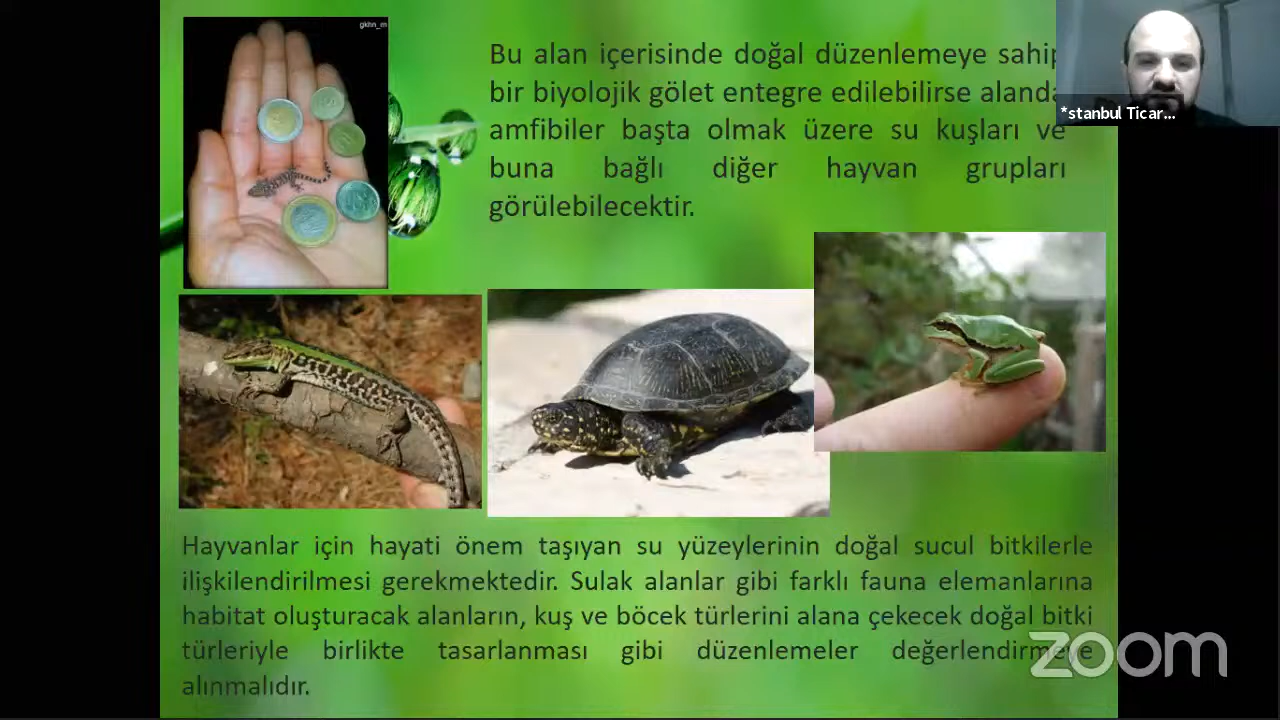 gkhn_m
Bu alan içerisinde doğal düzenlemeye sahip
bir biyolojik gölet entegre edilebilirse alanda
amfibiler başta olmak üzere su kuşları ve
buna bağlı diğer hayvan grupları
görülebilecektir.
*stanbul Ticar...
Hayvanlar için hayati önem taşıyan su yüzeylerinin doğal sucul bitkilerle
ilişkilendirilmesi gerekmektedir. Sulak alanlar gibi farklı fauna elemanlarına
habitat oluşturacak alanların, kuş ve böcek türlerini alana çekecek doğal bitki
türleriyle birlikte tasarlanması gibi düzenlemeler değerlendirmeye
alınmalıdır.
zoom